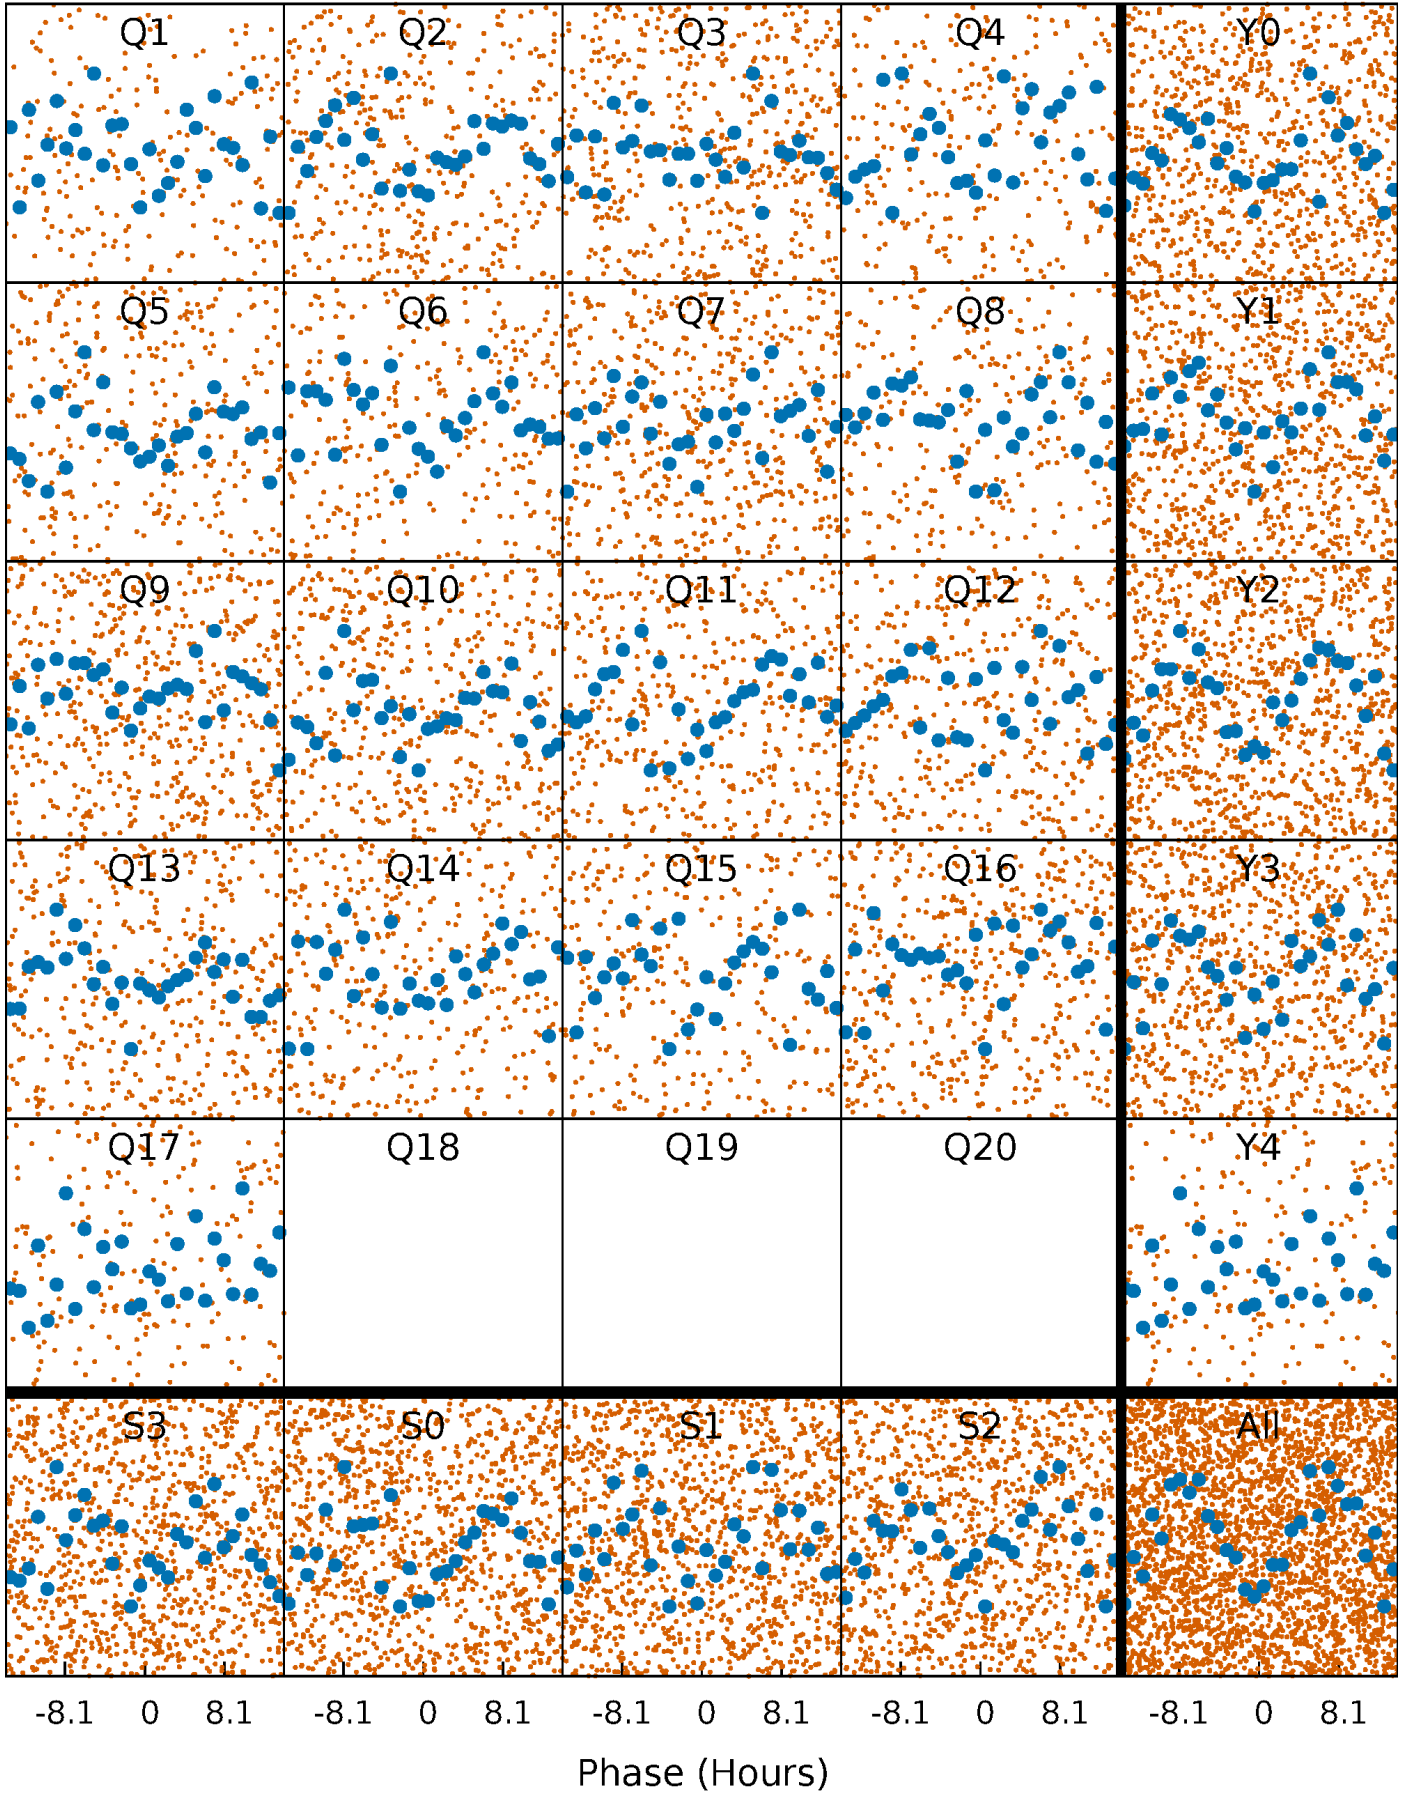 Q1 Q2 Q3 Q4 Y0
Q5 Q6 Q7 Q8 Y1
Q9 Q10 Q11 Q12 Y2
Q13 Q14 Q15 Q16 Y3
Q17 Q18 Q19 Q20 Y4
S3 S0 S1 S2 All
-8.1 0 8.1 -8.1 0 8.1 -8.1 0 8.1 -8.1 0 8.1 -8.1 0 8.1
Phase (Hours)